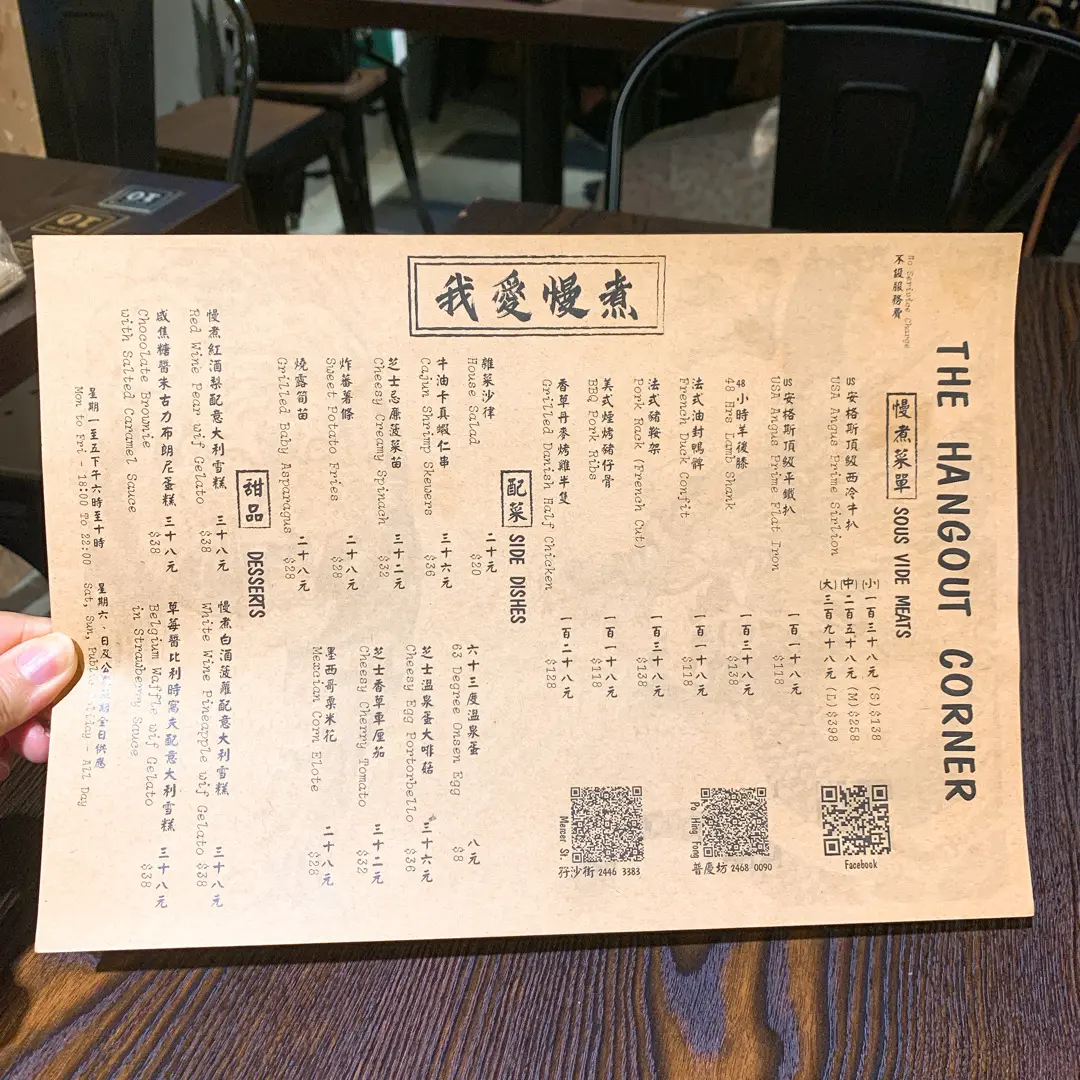 THE HANGOUT CORNER
No Serivice Charge
不設服務費
我愛慢煮
慢煮菜單 SOUS VIDE MEATS
US安格斯頂級西冷牛扒
USA Angus Prime Sirlion
(小)一百三十八元 (S)$138
(中)二百五十八元 (M)$258
(大)三百九十八元 (L)$398
US安格斯頂級平鐵扒 一百一十八元
USA Angus Prime Flat Iron $118
48小時羊後膝 一百三十八元
48 Hrs Lamb Shank $138
法式油封鴨髀 一百一十八元
French Duck Confit $118
法式豬鞍架 一百三十八元
Pork Rack (French Cut) $138
美式煙烤豬仔骨 一百一十八元
BBQ Pork Ribs $118
香草丹麥烤雞半隻 一百二十八元
Grilled Danish Half Chicken $128
Facebook
Po Hing Fong
普慶坊 2468 0090
Mercer St.
孖沙街 2446 3383
配菜 SIDE DISHES
雜菜沙律 二十元
House Salad $20
牛油卡真蝦仁串 三十六元
Cajun Shrimp Skewers $36
芝士忌廉菠菜苗 三十二元
Cheesy Creamy Spinach $32
炸蕃薯條 二十八元
Sweet Potato Fries $28
燒露筍苗 二十八元
Grilled Baby Asparagus $28
六十三度溫泉蛋 八元
63 Degree Onsen Egg $8
芝士溫泉蛋大啡菇 三十六元
Cheesy Egg Portorbello $36
芝士香草車厘茄 三十二元
Cheesy Cherry Tomato $32
墨西哥粟米花 二十八元
Mexcian Corn Elote $28
甜品 DESSERTS
慢煮紅酒梨配意大利雪糕 三十八元
Red Wine Pear wif Gelato $38
咸焦糖醬朱古力布朗尼蛋糕 三十八元
Chocolate Brownie $38
with Salted Caramel Sauce
慢煮白酒菠蘿配意大利雪糕 三十八元
White Wine Pineapple wif Gelato $38
草莓醬比利時窩夫配意大利雪糕 三十八元
Belgium Waffle wif Gelato $38
in Strawberry Sauce
星期一至五下午六時至十時
Mon to Fri - 18:00 To 22:00
星期六、日及公眾假期全日供應
Sat, Sun, Public Holiday - All Day